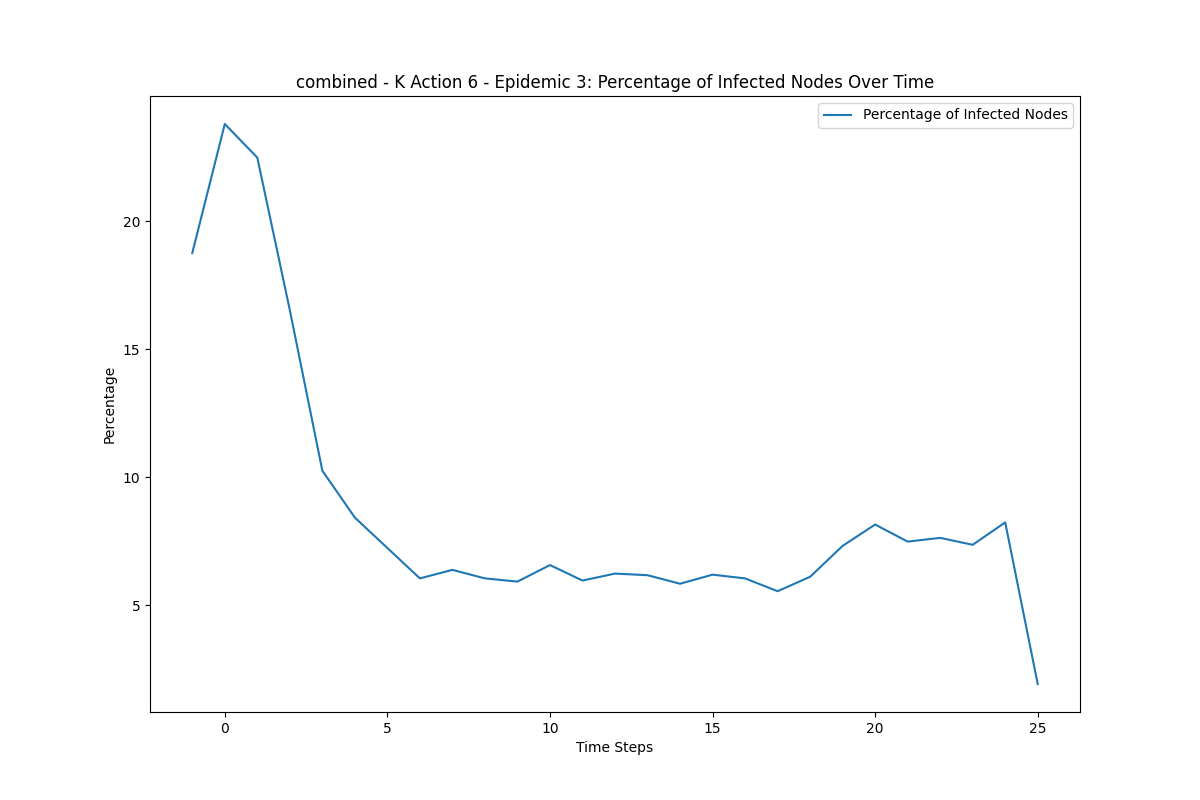 combined - K Action 6 - Epidemic 3: Percentage of Infected Nodes Over Time
Percentage of Infected Nodes
20
15
10
5
Percentage
0 5 10 15 20 25
Time Steps